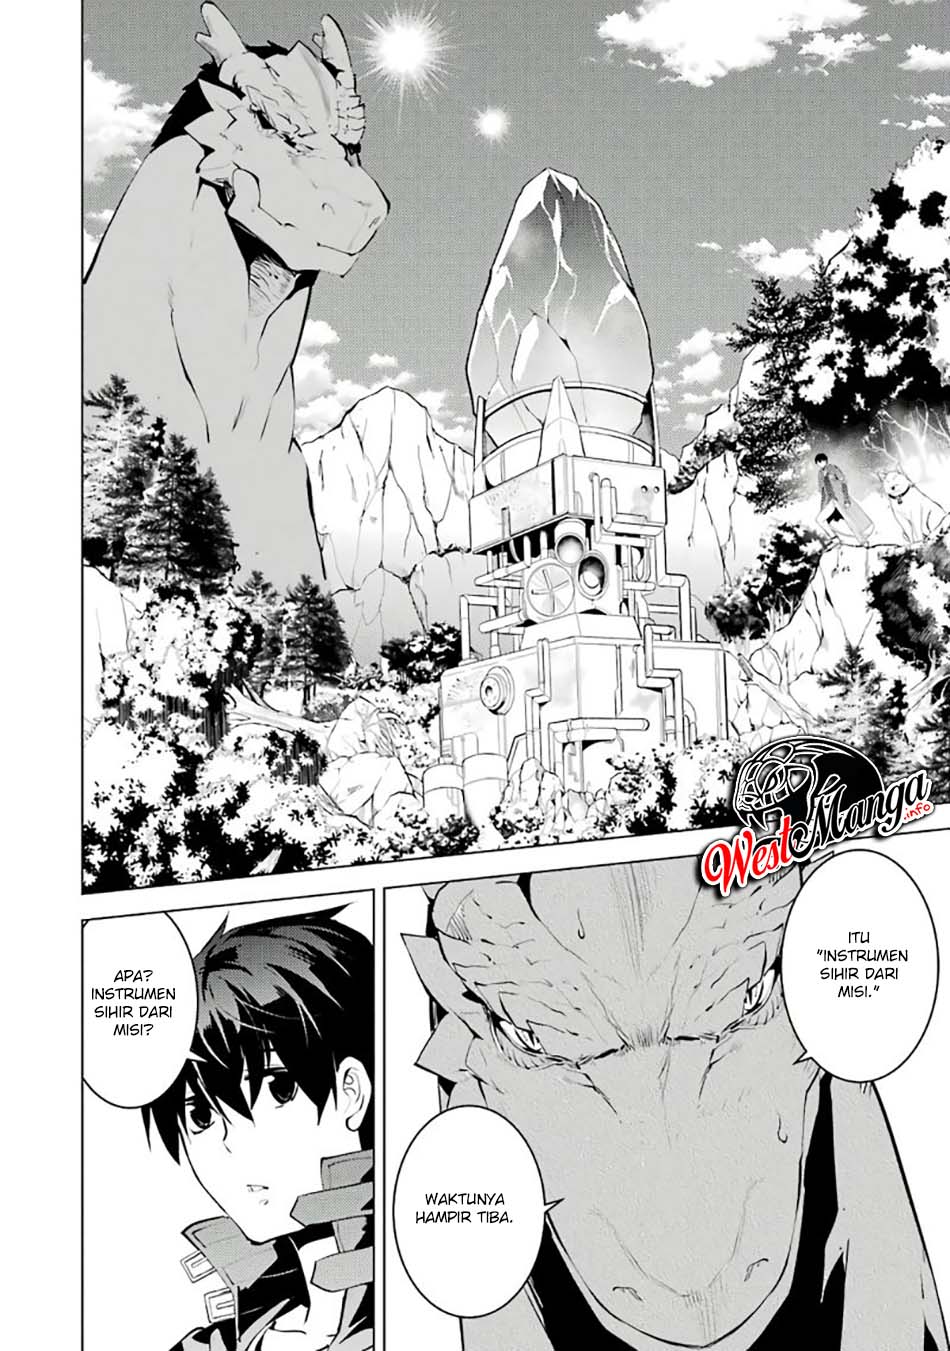 WESTMANGA
.info
ITU
"INSTRUMEN
SIHIR DARI
MISI."
WAKTUNYA
HAMPIR TIBA.
APA?
INSTRUMEN
SIHIR DARI
MISI?